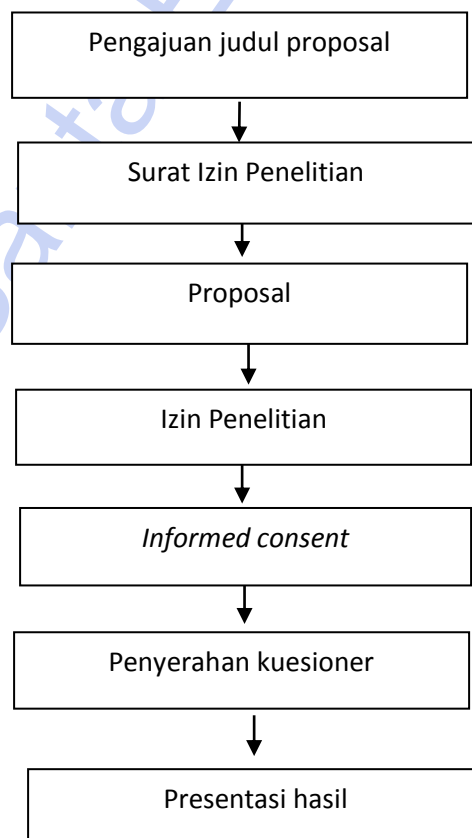 Pengajuan judul proposal
Surat Izin Penelitian
Proposal
Izin Penelitian
Informed consent
Penyerahan kuesioner
Presentasi hasil